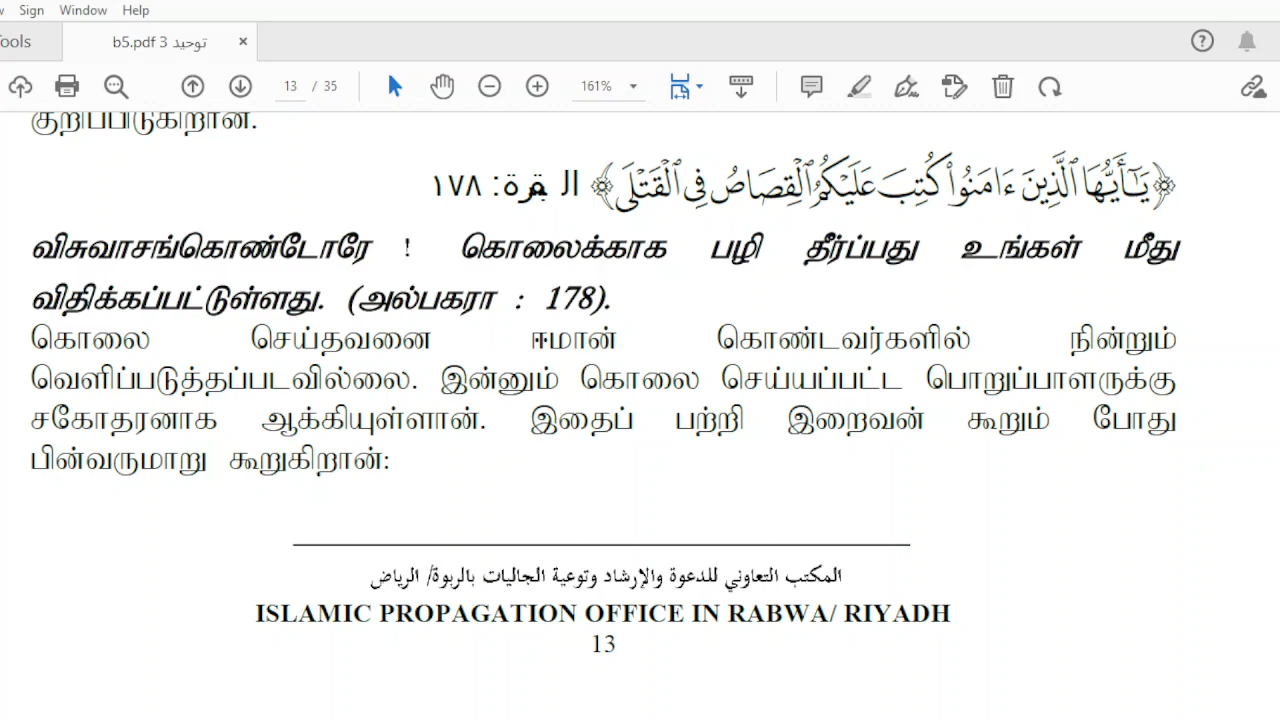 Sign Window Help
ools
توحيد 3 b5.pdf
13 / 35
161%
குறிப்பிடுகிறான்.
﴿يَـٰٓأَيُّهَا ٱلَّذِينَ ءَامَنُوا۟ كُتِبَ عَلَيْكُمُ ٱلْقِصَاصُ فِى ٱلْقَتْلَى﴾ البقرة: ١٧٨
விசுவாசங்கொண்டோரே ! கொலைக்காக பழி தீர்ப்பது உங்கள் மீது
விதிக்கப்பட்டுள்ளது. (அல்பகரா : 178).
கொலை செய்தவனை ஈமான் கொண்டவர்களில் நின்றும்
வெளிப்படுத்தப்படவில்லை. இன்னும் கொலை செய்யப்பட்ட பொறுப்பாளருக்கு
சகோதரனாக ஆக்கியுள்ளான். இதைப் பற்றி இறைவன் கூறும் போது
பின்வருமாறு கூறுகிறான்:
المكتب التعاوني للدعوة والإرشاد وتوعية الجاليات بالربوة/ الرياض
ISLAMIC PROPAGATION OFFICE IN RABWA/ RIYADH
13